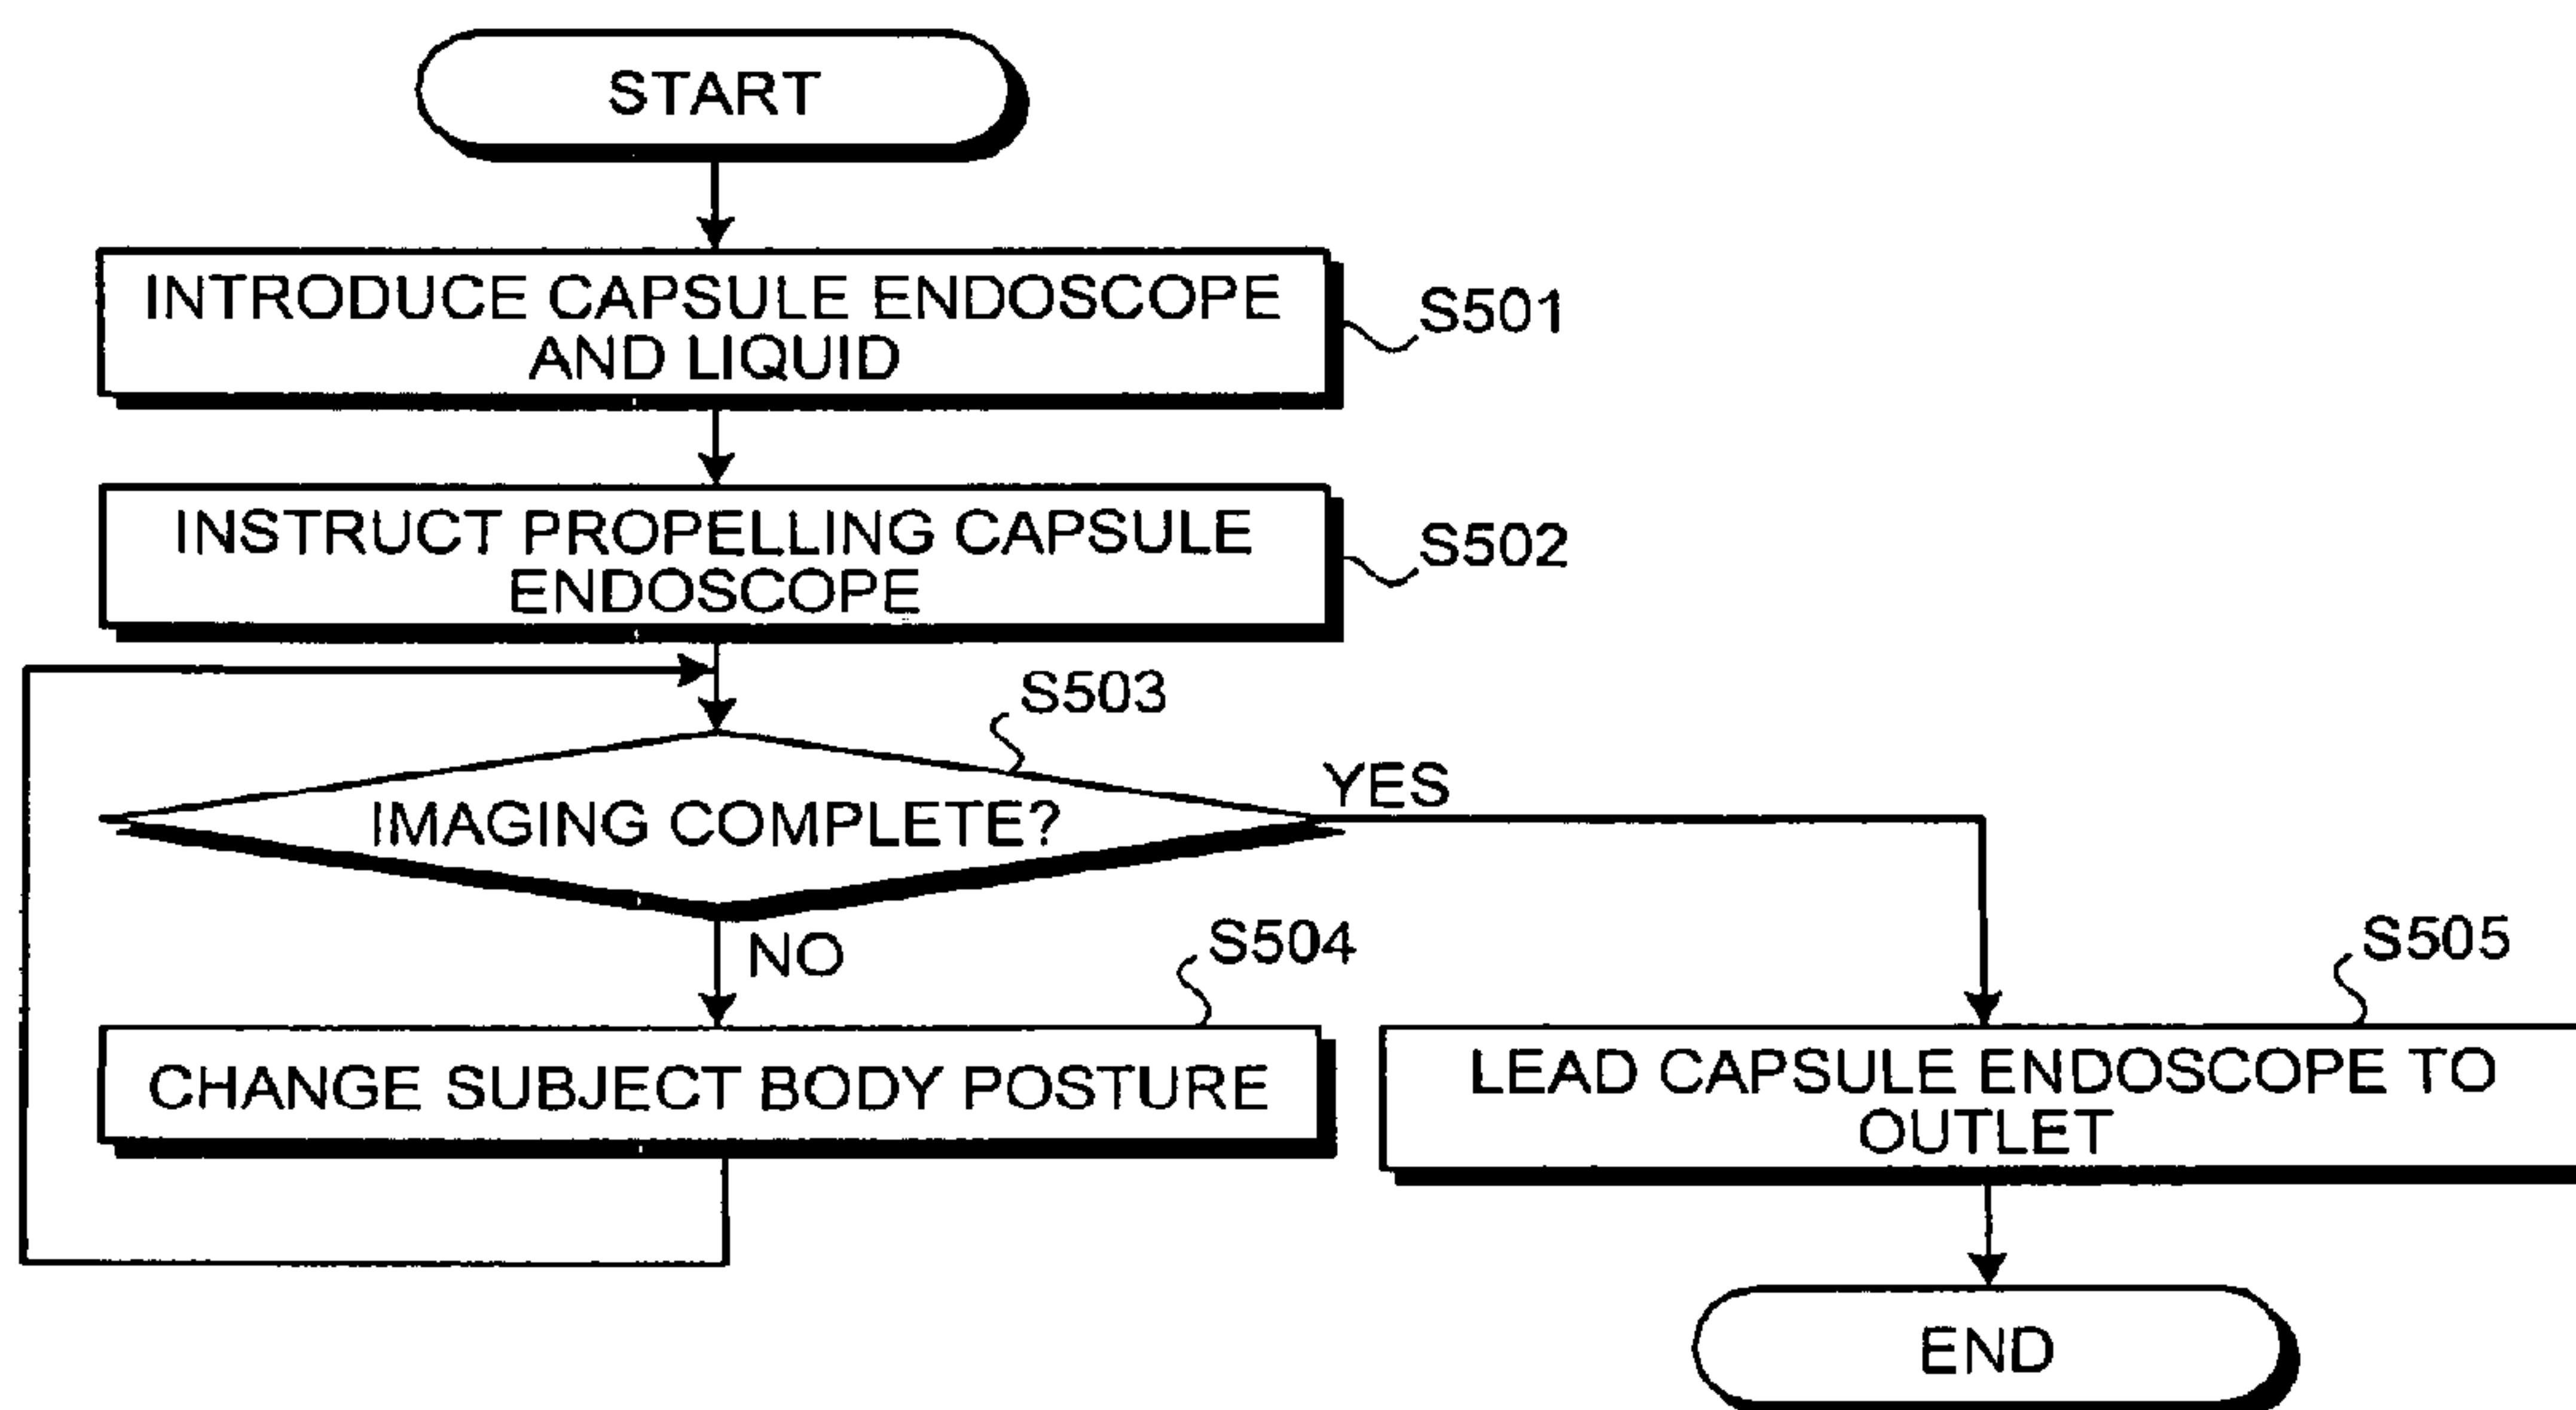 START
INTRODUCE CAPSULE ENDOSCOPE
AND LIQUID
S501
INSTRUCT PROPELLING CAPSULE
ENDOSCOPE
S502
S503
IMAGING COMPLETE?
YES
NO
S504
CHANGE SUBJECT BODY POSTURE
S505
LEAD CAPSULE ENDOSCOPE TO
OUTLET
END